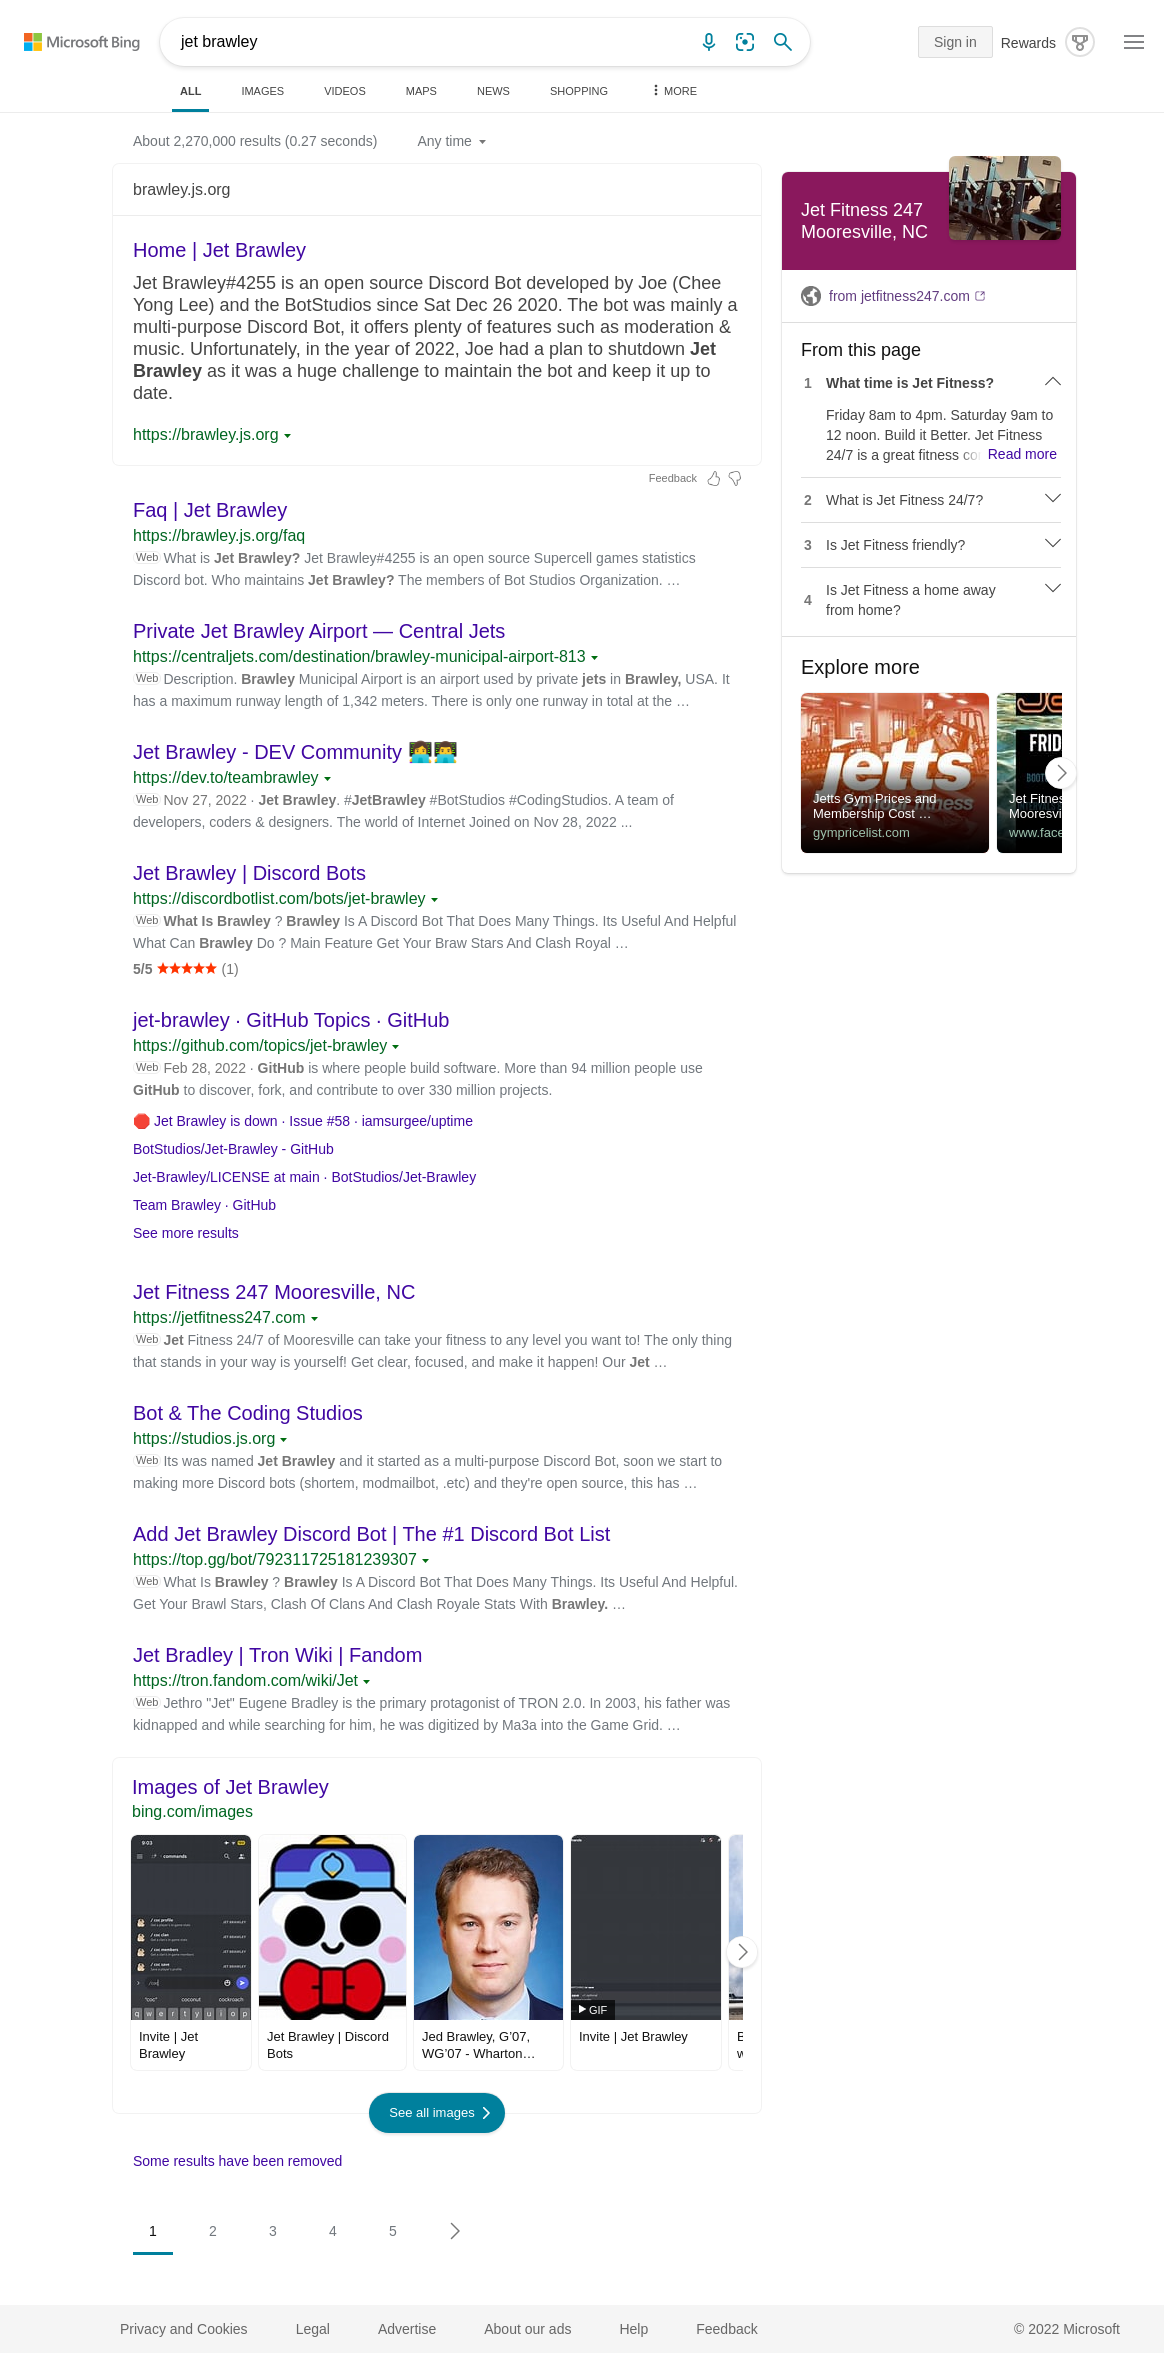 Microsoft Bing
jet brawley
Sign in
Rewards
ALL
IMAGES
VIDEOS
MAPS
NEWS
SHOPPING
MORE
About 2,270,000 results (0.27 seconds)
Any time
brawley.js.org
Home | Jet Brawley
Jet Brawley#4255 is an open source Discord Bot developed by Joe (Chee
Yong Lee) and the BotStudios since Sat Dec 26 2020. The bot was mainly a
multi-purpose Discord Bot, it offers plenty of features such as moderation &
music. Unfortunately, in the year of 2022, Joe had a plan to shutdown Jet
Brawley as it was a huge challenge to maintain the bot and keep it up to
date.
https://brawley.js.org
Feedback
Faq | Jet Brawley
https://brawley.js.org/faq
Web What is Jet Brawley? Jet Brawley#4255 is an open source Supercell games statistics
Discord bot. Who maintains Jet Brawley? The members of Bot Studios Organization. …
Private Jet Brawley Airport — Central Jets
https://centraljets.com/destination/brawley-municipal-airport-813
Web Description. Brawley Municipal Airport is an airport used by private jets in Brawley, USA. It
has a maximum runway length of 1,342 meters. There is only one runway in total at the …
Jet Brawley - DEV Community 👩‍💻👨‍💻
https://dev.to/teambrawley
Web Nov 27, 2022 · Jet Brawley. #JetBrawley #BotStudios #CodingStudios. A team of
developers, coders & designers. The world of Internet Joined on Nov 28, 2022 ...
Jet Brawley | Discord Bots
https://discordbotlist.com/bots/jet-brawley
Web What Is Brawley ? Brawley Is A Discord Bot That Does Many Things. Its Useful And Helpful
What Can Brawley Do ? Main Feature Get Your Braw Stars And Clash Royal …
5/5 ★★★★★ (1)
jet-brawley · GitHub Topics · GitHub
https://github.com/topics/jet-brawley
Web Feb 28, 2022 · GitHub is where people build software. More than 94 million people use
GitHub to discover, fork, and contribute to over 330 million projects.
🛑 Jet Brawley is down · Issue #58 · iamsurgee/uptime
BotStudios/Jet-Brawley - GitHub
Jet-Brawley/LICENSE at main · BotStudios/Jet-Brawley
Team Brawley · GitHub
See more results
Jet Fitness 247 Mooresville, NC
https://jetfitness247.com
Web Jet Fitness 24/7 of Mooresville can take your fitness to any level you want to! The only thing
that stands in your way is yourself! Get clear, focused, and make it happen! Our Jet …
Bot & The Coding Studios
https://studios.js.org
Web Its was named Jet Brawley and it started as a multi-purpose Discord Bot, soon we start to
making more Discord bots (shortem, modmailbot, .etc) and they're open source, this has …
Add Jet Brawley Discord Bot | The #1 Discord Bot List
https://top.gg/bot/792311725181239307
Web What Is Brawley ? Brawley Is A Discord Bot That Does Many Things. Its Useful And Helpful.
Get Your Brawl Stars, Clash Of Clans And Clash Royale Stats With Brawley. …
Jet Bradley | Tron Wiki | Fandom
https://tron.fandom.com/wiki/Jet
Web Jethro "Jet" Eugene Bradley is the primary protagonist of TRON 2.0. In 2003, his father was
kidnapped and while searching for him, he was digitized by Ma3a into the Game Grid. …
Images of Jet Brawley
bing.com/images
9:03
commands
/ coc profile
JET BRAWLEY
/ coc clan
JET BRAWLEY
/ coc members
JET BRAWLEY
/ coc save
JET BRAWLEY
"coc" coconut cockroach
q w e r t y u i o p
GIF
Invite | Jet
Brawley
Jet Brawley | Discord
Bots
Jed Brawley, G'07,
WG'07 - Wharton…
Invite | Jet Brawley
See all images
Some results have been removed
1
2
3
4
5
Jet Fitness 247
Mooresville, NC
from jetfitness247.com
From this page
1 What time is Jet Fitness?
Friday 8am to 4pm. Saturday 9am to
12 noon. Build it Better. Jet Fitness
24/7 is a great fitness co Read more
2 What is Jet Fitness 24/7?
3 Is Jet Fitness friendly?
4 Is Jet Fitness a home away
from home?
Explore more
jetts
24 hour fitness
Jetts Gym Prices and
Membership Cost …
gympricelist.com
FRID
Jet Fitnes
Mooresvi
www.face
Privacy and Cookies
Legal
Advertise
About our ads
Help
Feedback
© 2022 Microsoft